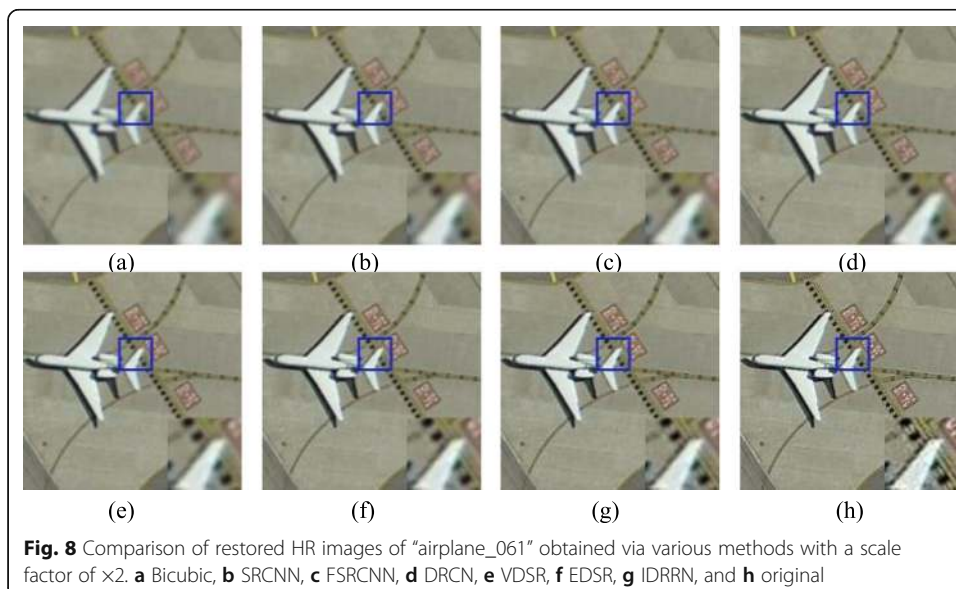 (a) (b) (c) (d)
(e) (f) (g) (h)
Fig. 8 Comparison of restored HR images of “airplane_061” obtained via various methods with a scale
factor of ×2. a Bicubic, b SRCNN, c FSRCNN, d DRCN, e VDSR, f EDSR, g IDRRN, and h original